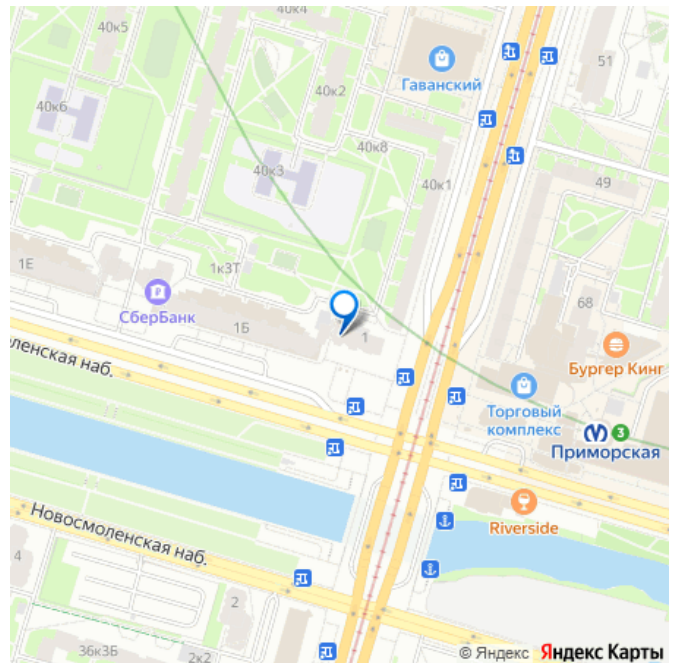 40к5
40к4
51
Гаванский
40к2
40к6
40к8
40к3
40к1
49
1Е
1к3Т
СберБанк
1Б
1
68
Бургер Кинг
оленская наб.
Торговый
комплекс
3
Приморская
Riverside
Новосмоленская наб.
4
2
36к3Б
2к2
© Яндекс Яндекс Карты